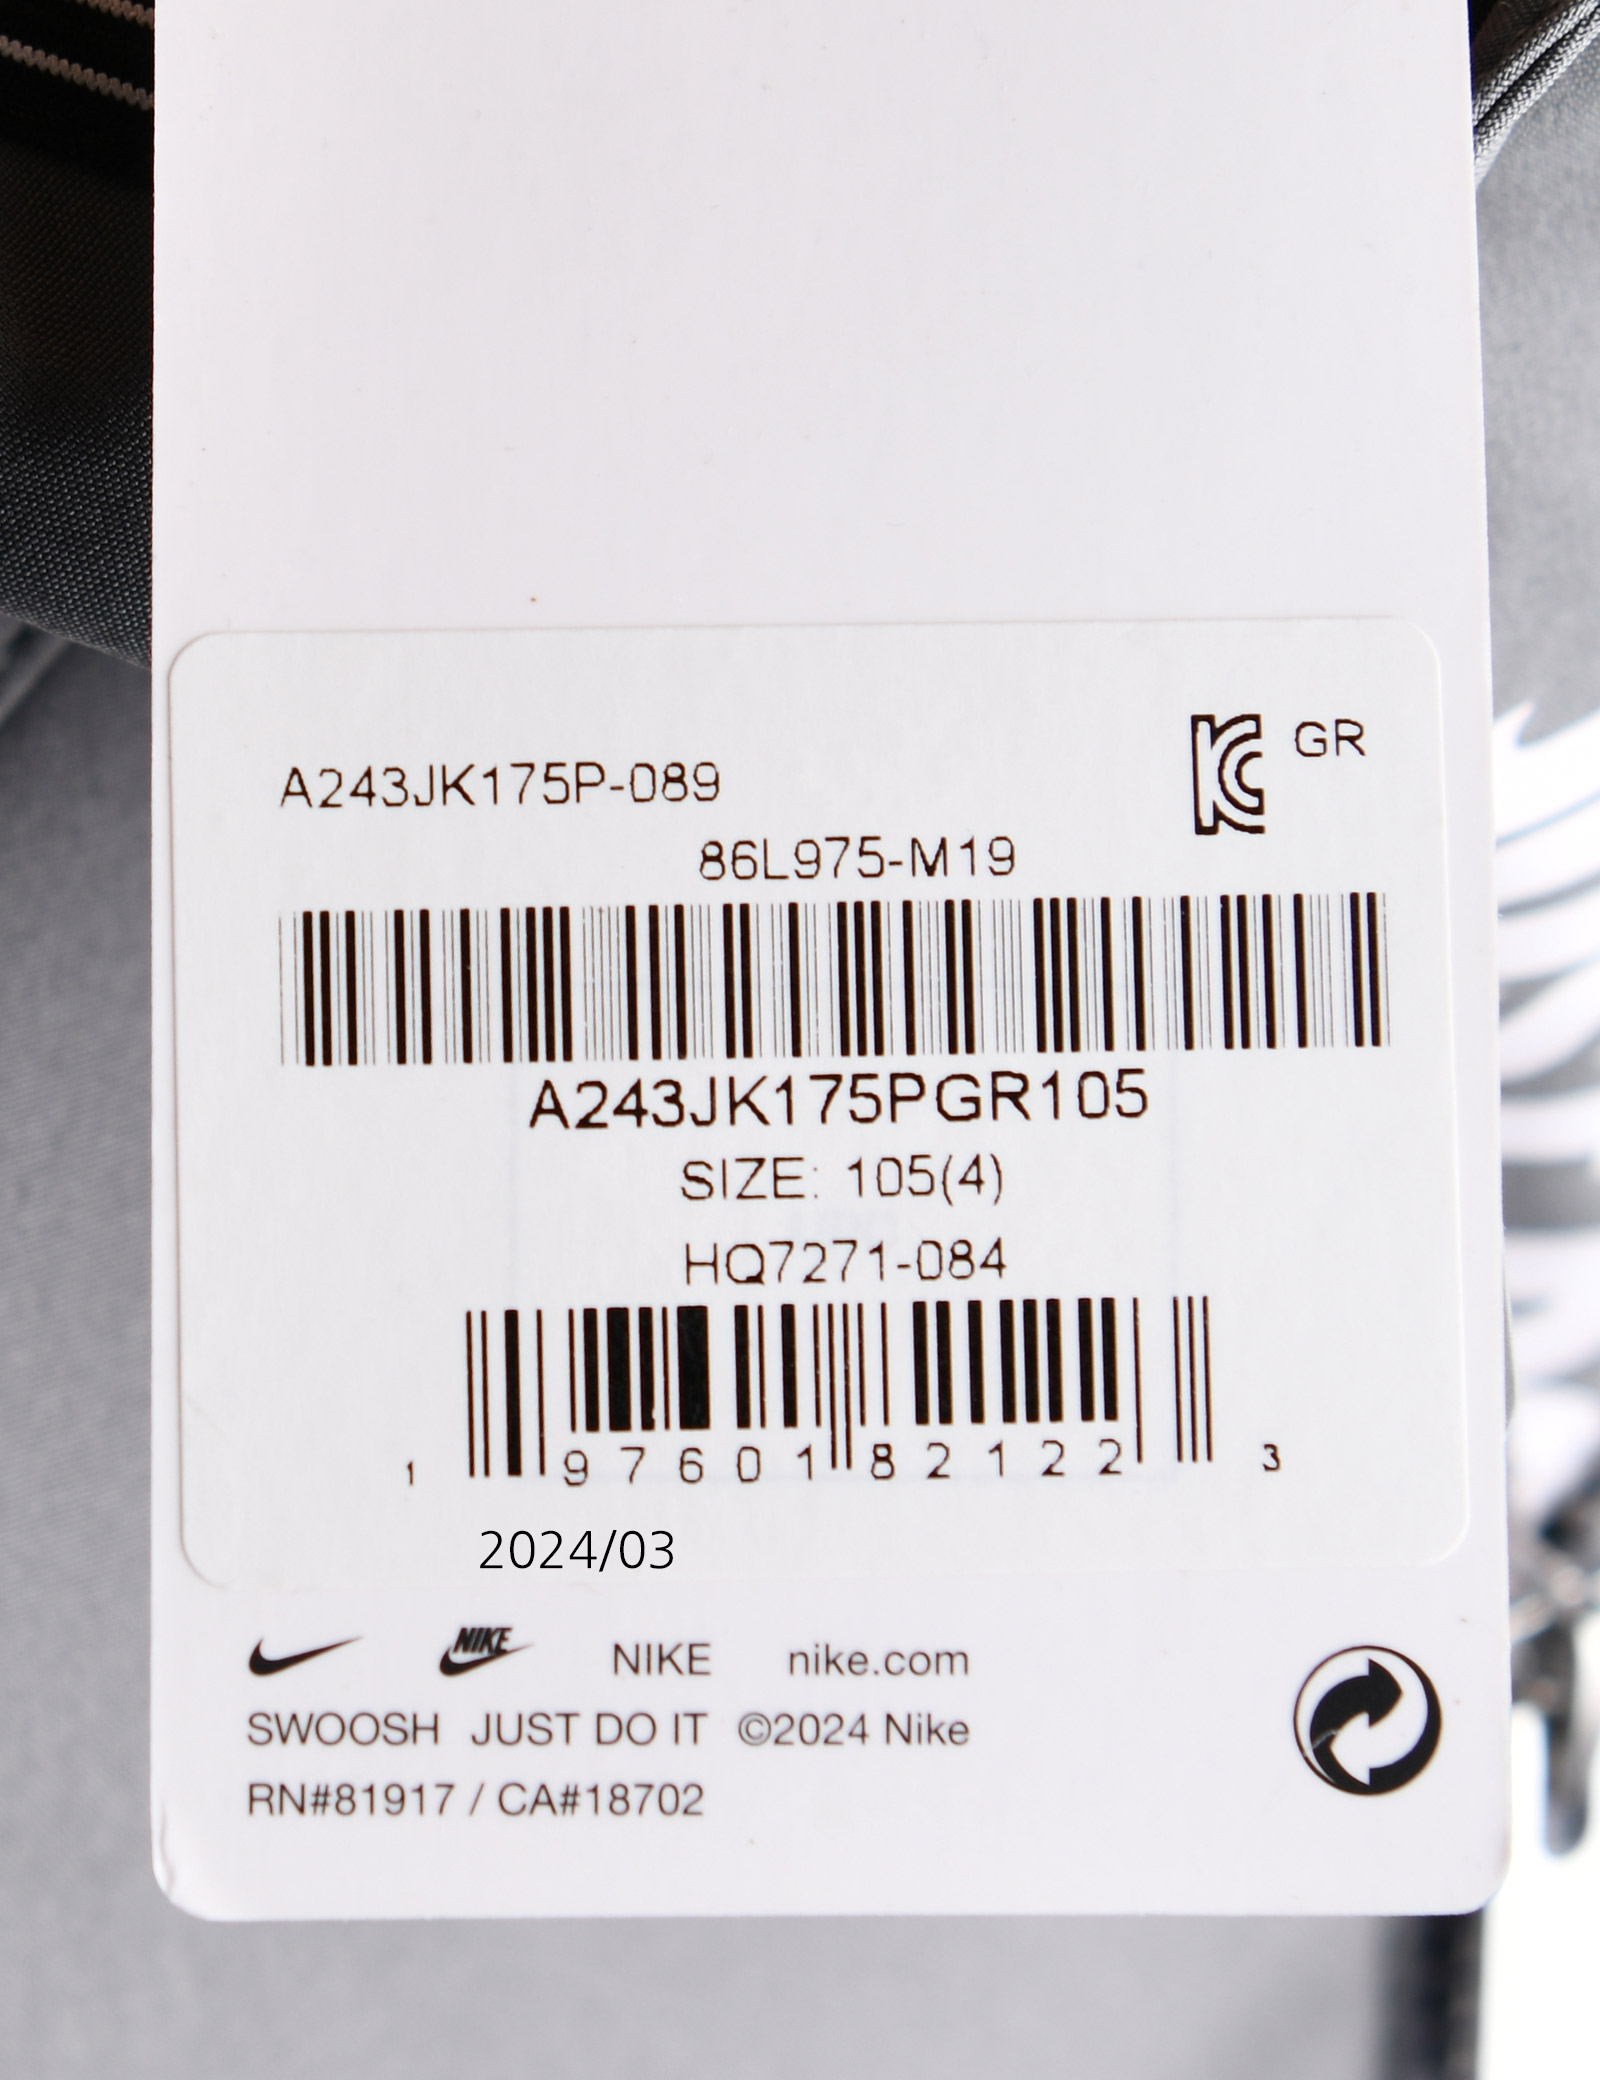 GR
A243JK175P-089
86L975-M19
A243JK175PGR105
SIZE: 105(4)
HQ7271-084
1 97601 82122 3
2024/03
NIKE NIKE nike.com
SWOOSH JUST DO IT ©2024 Nike
RN#81917 / CA#18702